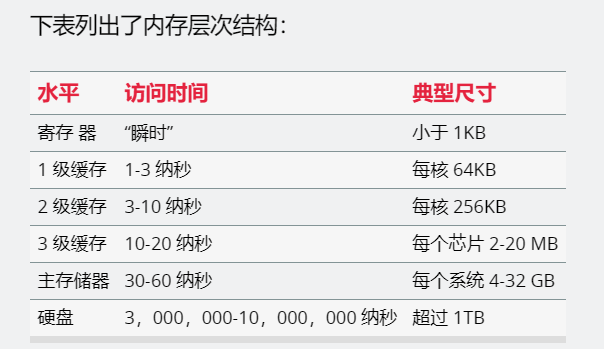 下表列出了内存层次结构：
水平 访问时间 典型尺寸
寄存 器 “瞬时” 小于 1KB
1 级缓存 1-3 纳秒 每核 64KB
2 级缓存 3-10 纳秒 每核 256KB
3 级缓存 10-20 纳秒 每个芯片 2-20 MB
主存储器 30-60 纳秒 每个系统 4-32 GB
硬盘 3，000，000-10，000，000 纳秒 超过 1TB